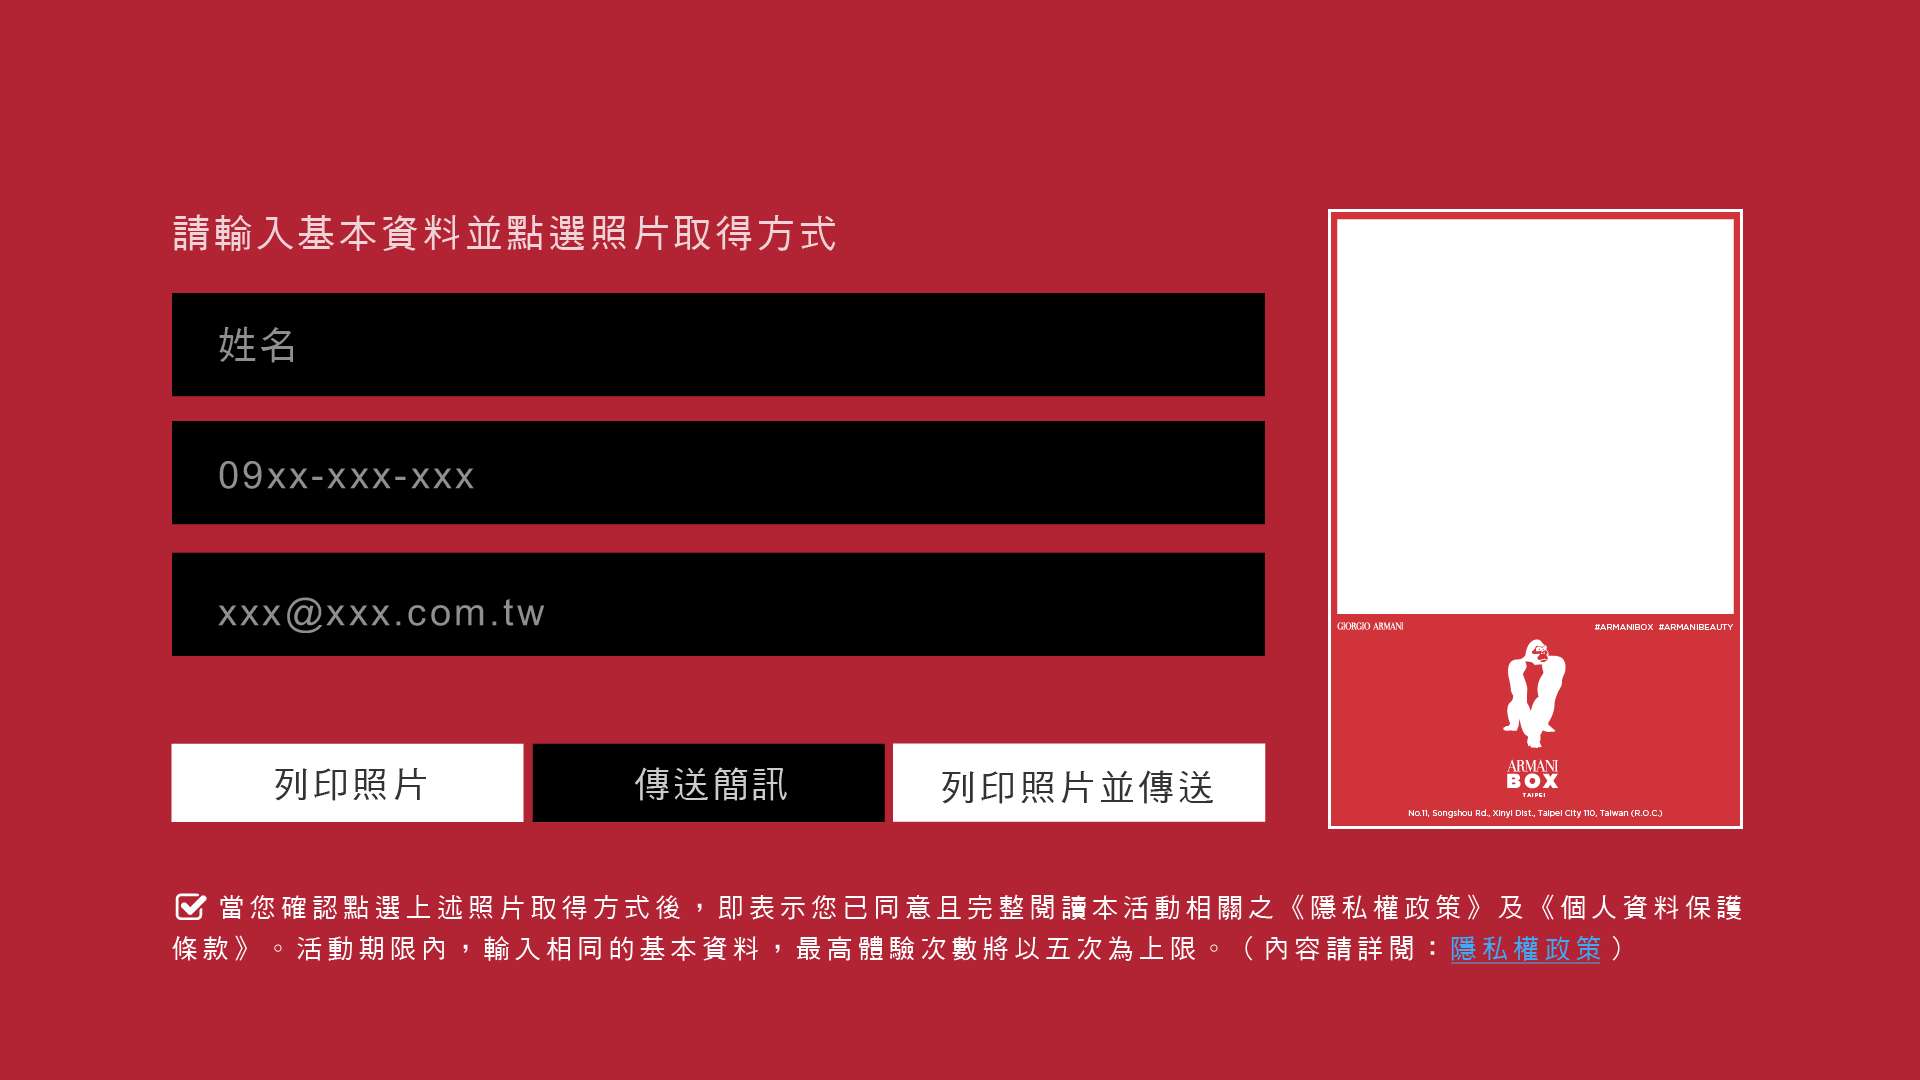 請輸入基本資料並點選照片取得方式
姓名
09xx-xxx-xxx
xxx@xxx.com.tw
列印照片
傳送簡訊
列印照片並傳送
GIORGIO ARMANI
#ARMANIBOX #ARMANIBEAUTY
ARMANI
BOX
TAIPEI
No.11, Songshou Rd., Xinyi Dist., Taipei City 110, Taiwan (R.O.C.)
當您確認點選上述照片取得方式後，即表示您已同意且完整閱讀本活動相關之《隱私權政策》及《個人資料保護
條款》。活動期限內，輸入相同的基本資料，最高體驗次數將以五次為上限。（內容請詳閱：隱私權政策）